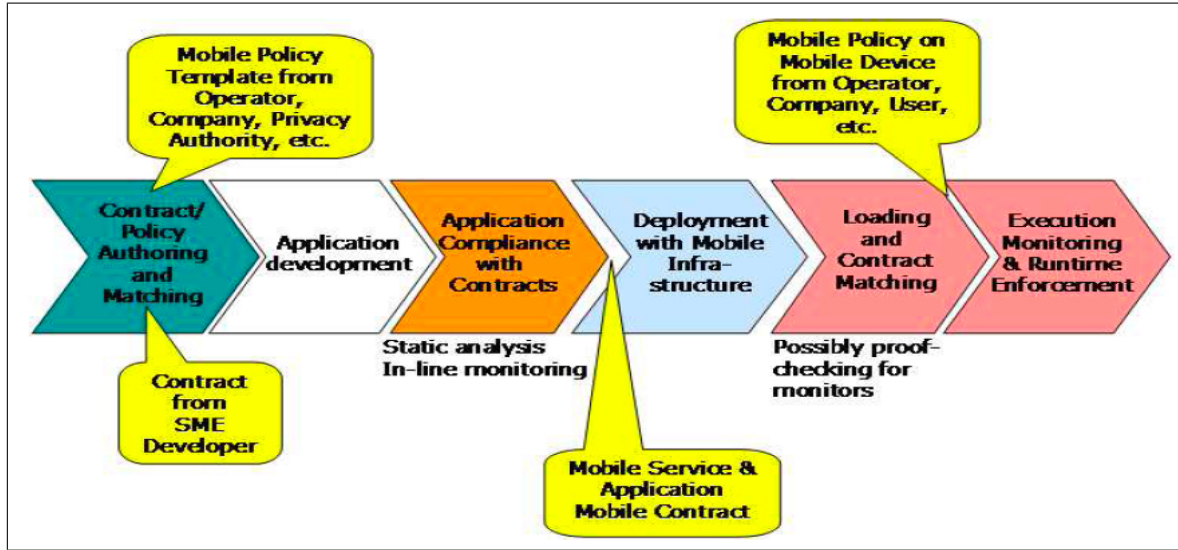 Mobile Policy
Template from
Operator,
Company, Privacy
Authority, etc.
Mobile Policy on
Mobile Device
from Operator,
Company, User,
etc.
Contract/
Policy
Authoring
and
Matching
Application
development
Application
Compliance
with
Contracts
Deployment
with Mobile
Infra-
structure
Loading
and
Contract
Matching
Execution
Monitoring
& Runtime
Enforcement
Static analysis
In-line monitoring
Possibly proof-
checking for
monitors
Contract
from
SME
Developer
Mobile Service &
Application
Mobile Contract